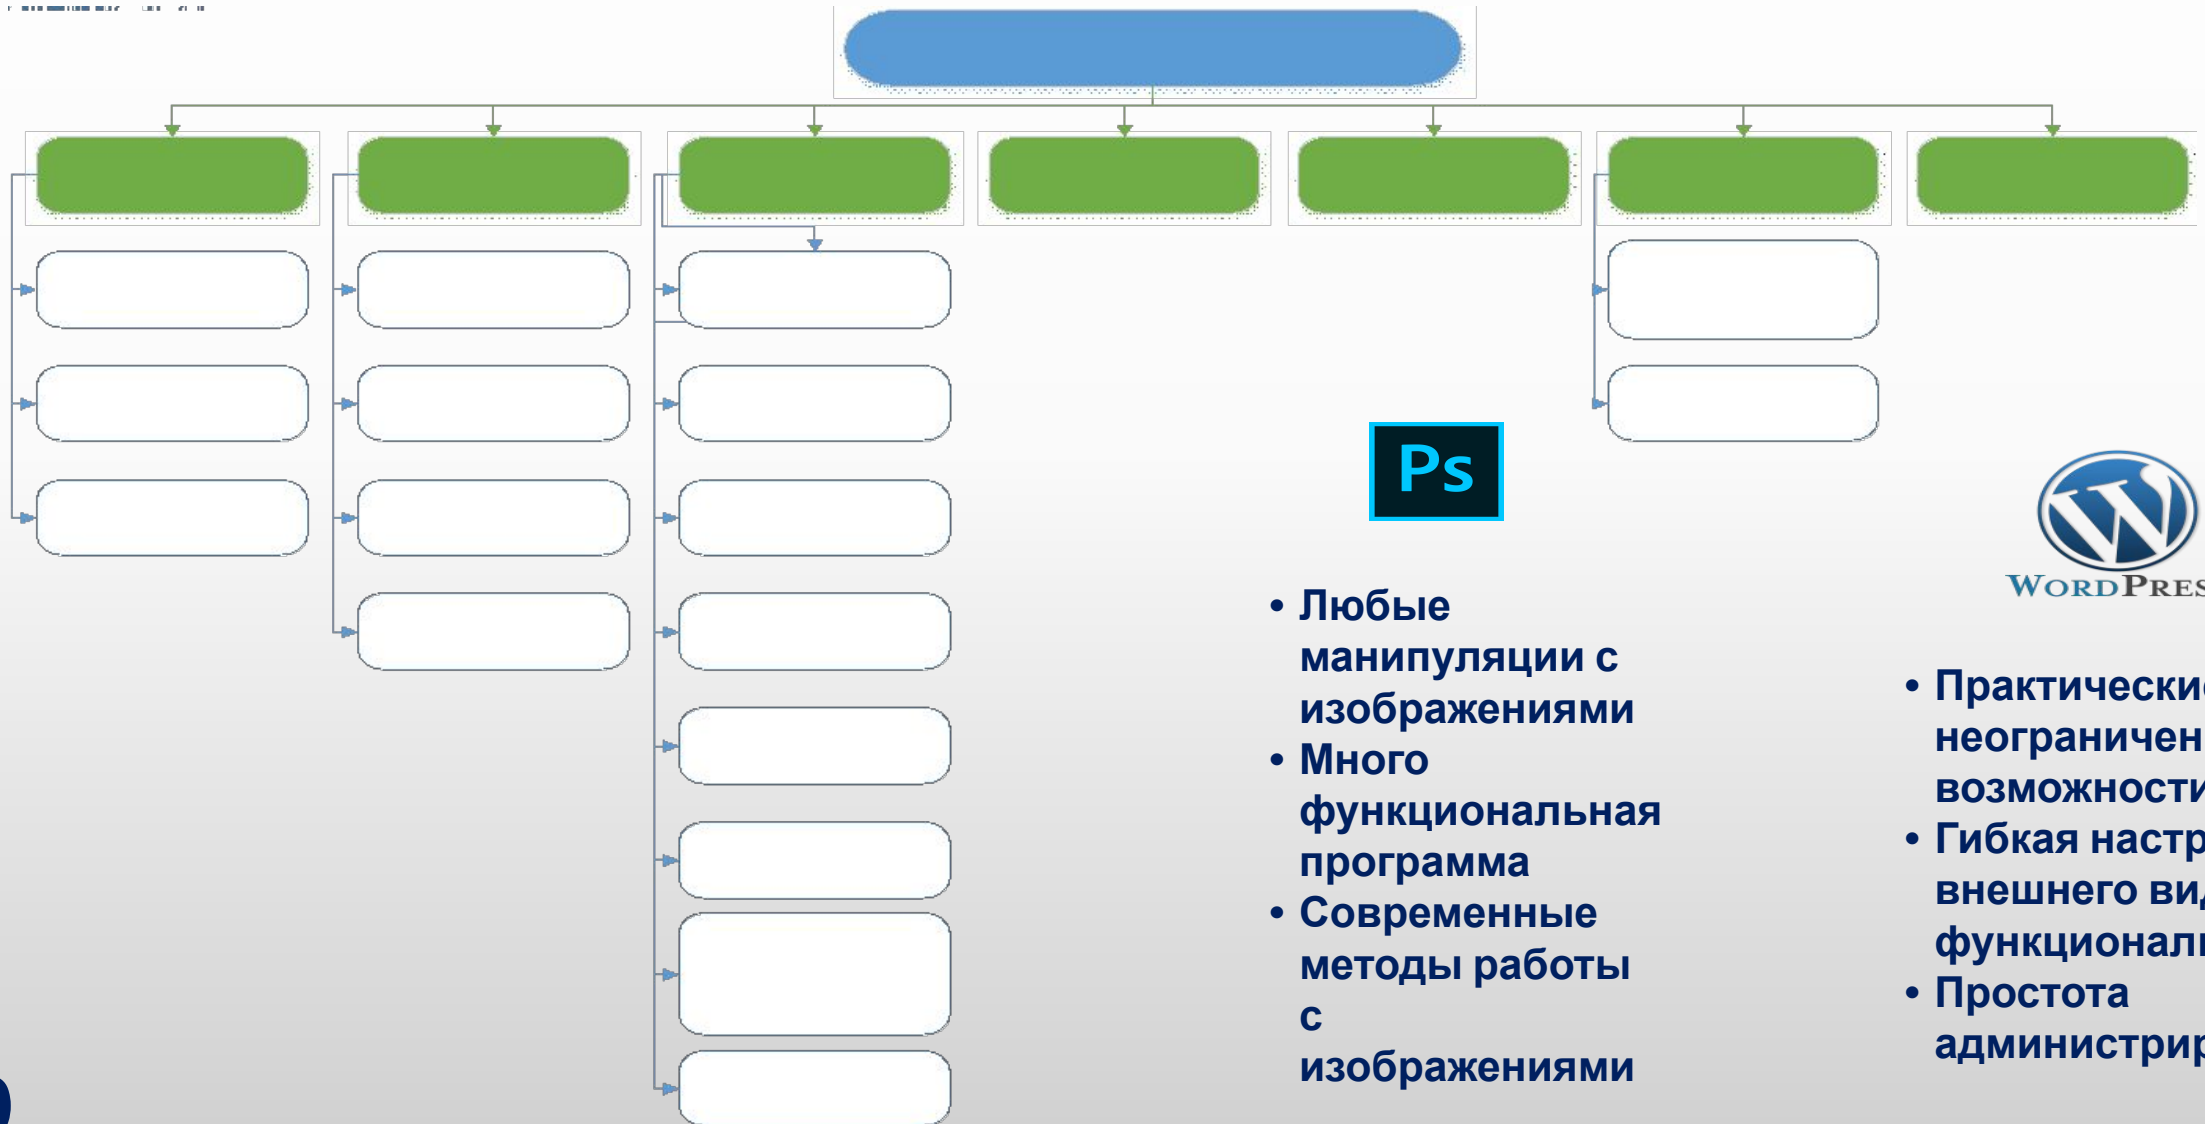 Ps
• Любые
манипуляции с
изображениями
• Много
функциональная
программа
• Современные
методы работы
с
изображениями
WORDPRES
• Практически
неограничен
возможности
• Гибкая настр
внешнего ви
функционал
• Простота
администрир